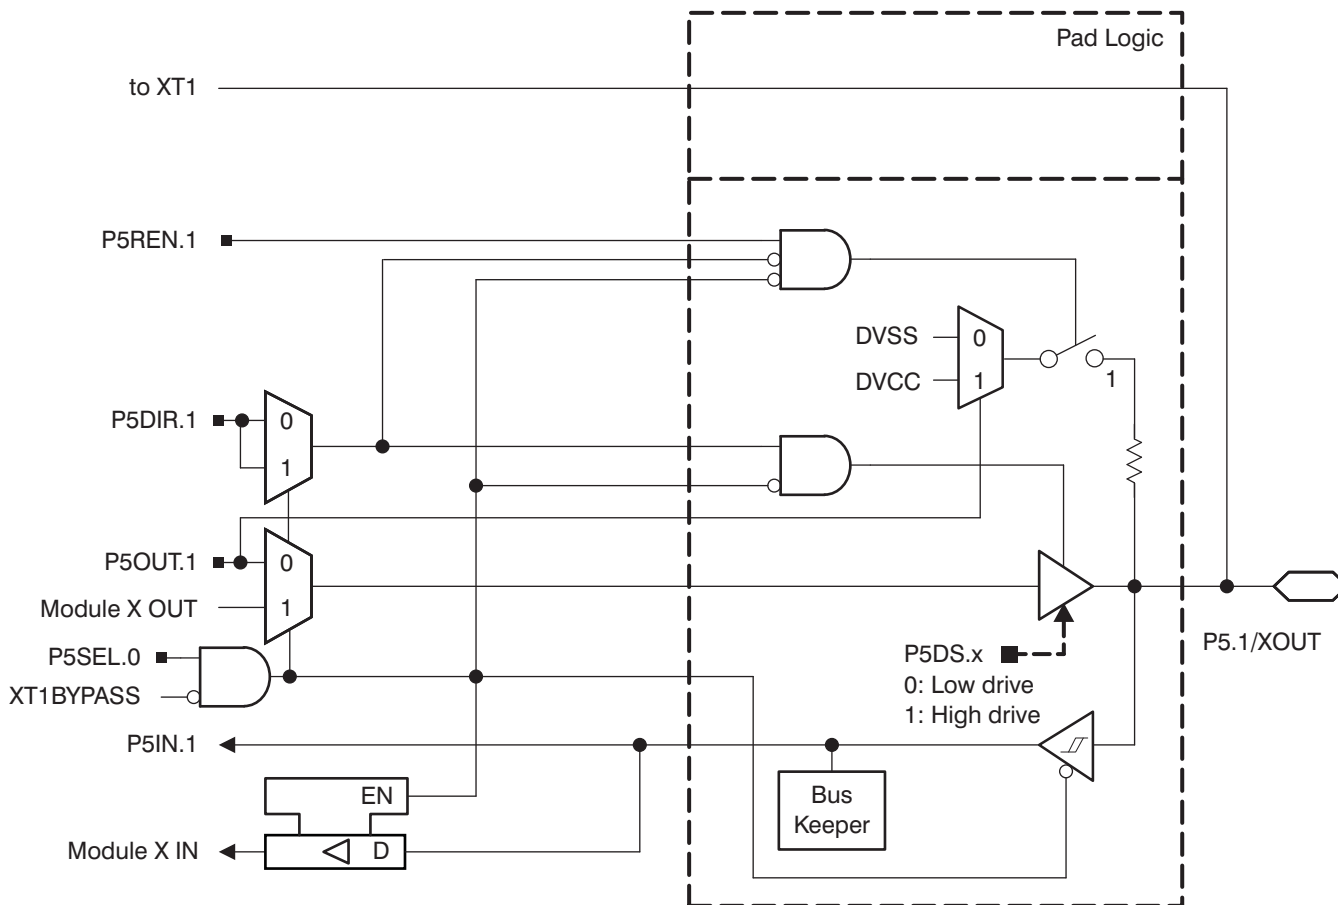 Pad Logic
to XT1
P5REN.1
DVSS
0
DVCC
1
1
P5DIR.1
0
1
P5OUT.1
0
Module X OUT
1
P5SEL.0
XT1BYPASS
P5DS.x
0: Low drive
1: High drive
P5.1/XOUT
P5IN.1
EN
Bus
Keeper
Module X IN
D